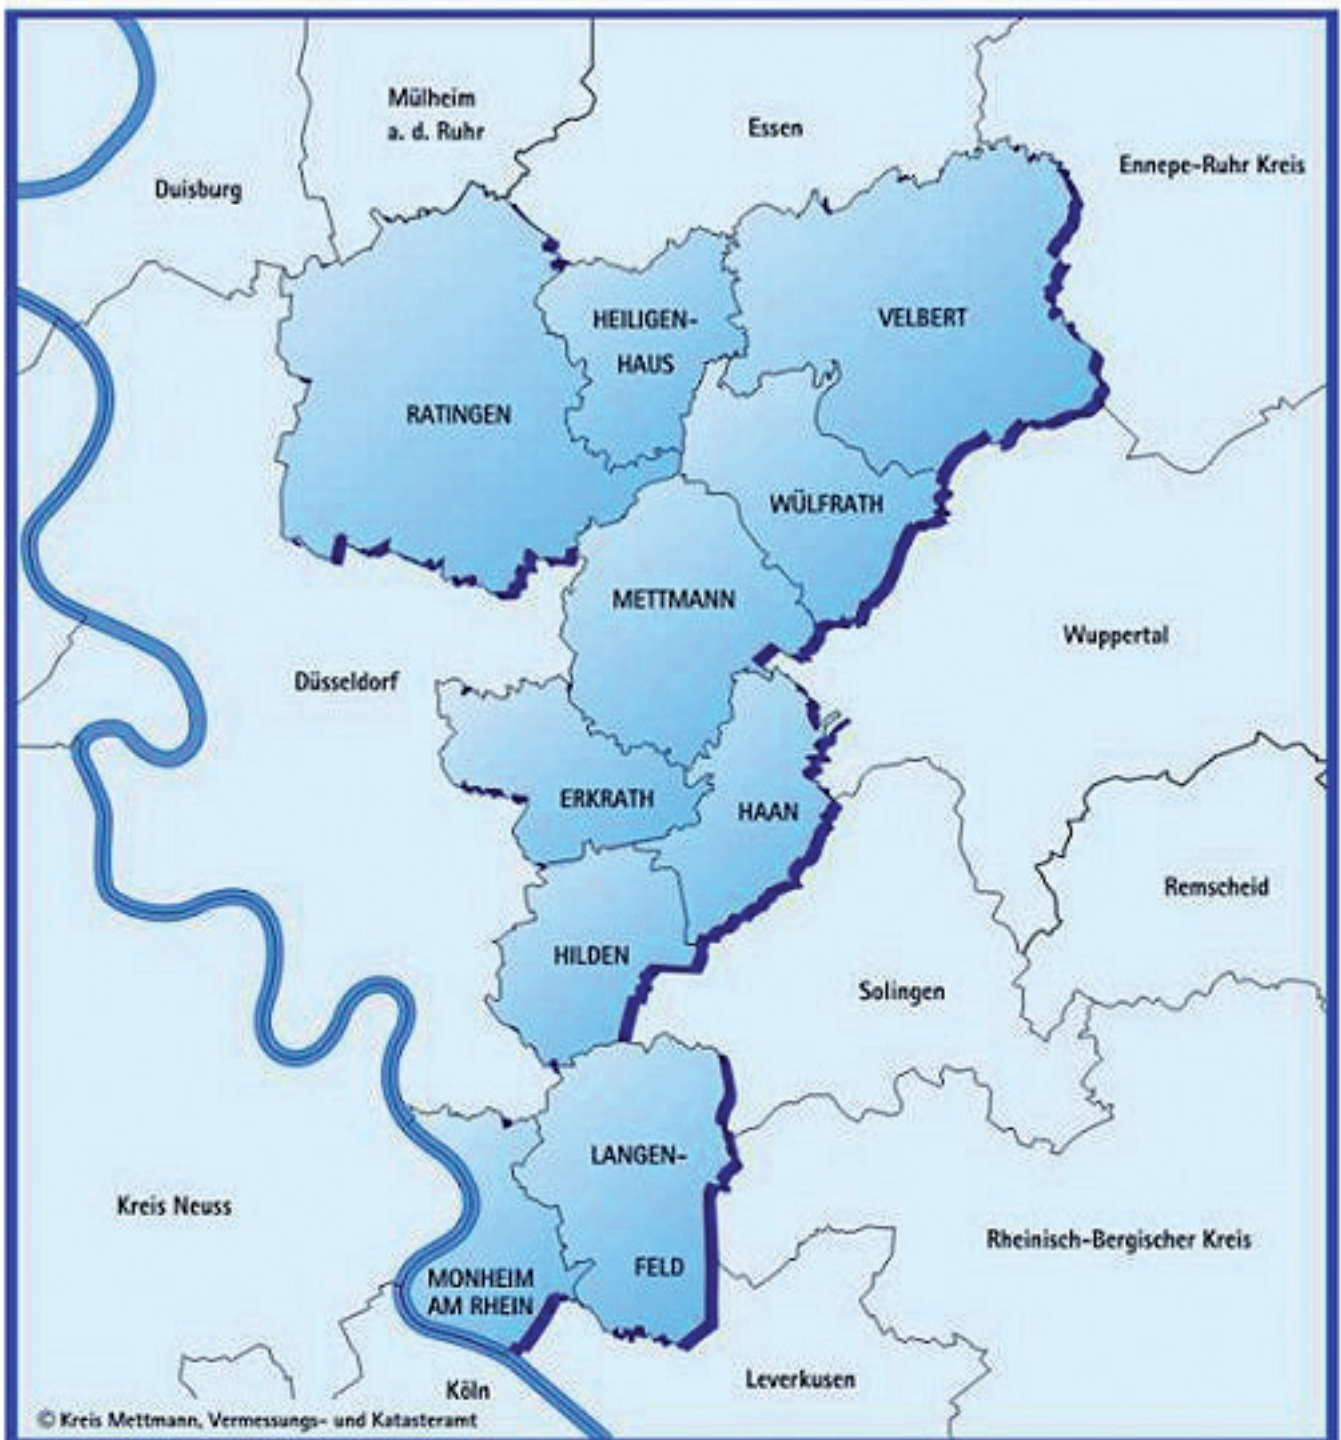 Mülheim
a. d. Ruhr
Essen
Ennepe-Ruhr Kreis
Duisburg
HEILIGEN-
HAUS
VELBERT
RATINGEN
WÜLFRATH
METTMANN
Wuppertal
Düsseldorf
ERKRATH
HAAN
Remscheid
HILDEN
Solingen
LANGEN-
FELD
Kreis Neuss
Rheinisch-Bergischer Kreis
MONHEIM
AM RHEIN
Köln
Leverkusen
© Kreis Mettmann, Vermessungs- und Katasteramt